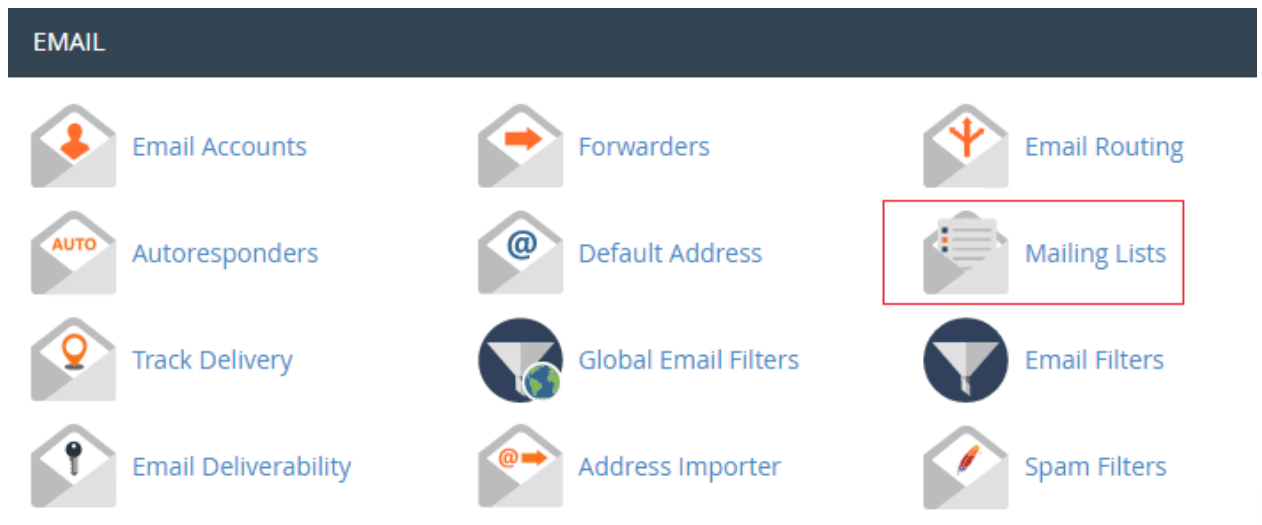 EMAIL
Email Accounts
Forwarders
Email Routing
AUTO
Autoresponders
@
Default Address
Mailing Lists
Track Delivery
Global Email Filters
Email Filters
Email Deliverability
@
Address Importer
Spam Filters